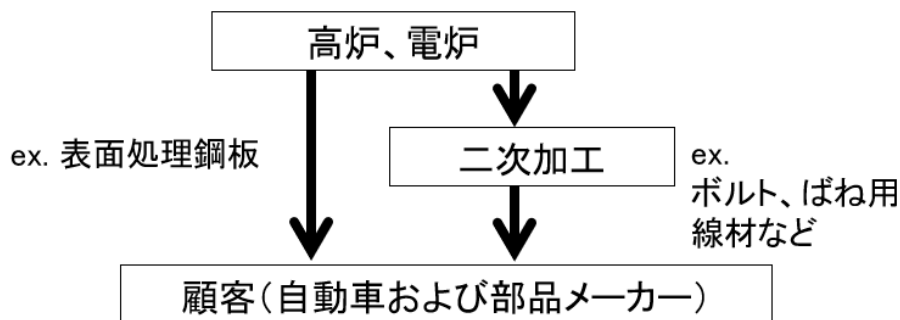 高炉、電炉
ex. 表面処理鋼板
二次加工
ex.
ボルト、ばね用
線材など
顧客(自動車および部品メーカー)